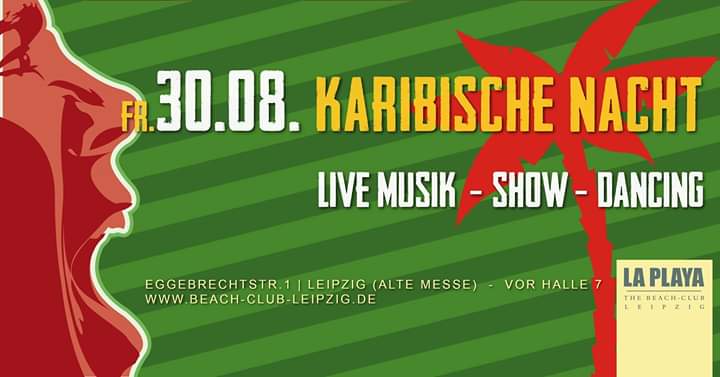 FR. 30.08. KARIBISCHE NACHT
LIVE MUSIK - SHOW - DANCING
EGGEBRECHTSTR.1 | LEIPZIG (ALTE MESSE) - VOR HALLE 7
WWW.BEACH-CLUB-LEIPZIG.DE
LA PLAYA
THE BEACH-CLUB
LEIPZIG